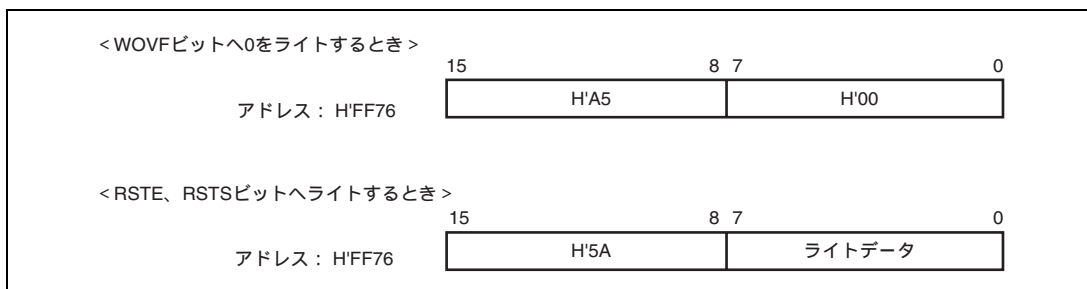 <WOVFビットへ0をライトするとき>
15 8 7 0
アドレス： H'FF76 H'A5 H'00
<RSTE、RSTSビットへライトするとき>
15 8 7 0
アドレス： H'FF76 H'5A ライトデータ